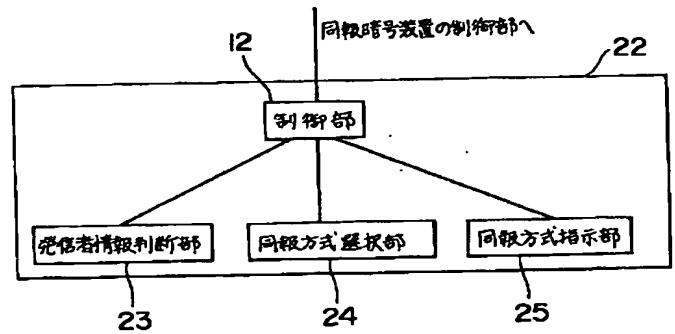 同報暗号装置の制御部へ
12
22
制御部
発信者情報判断部
同報方式選択部
同報方式指示部
23
24
25